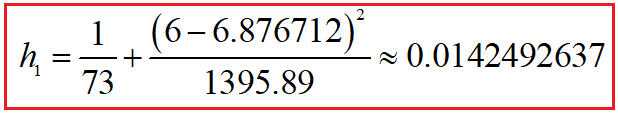 h₁ = 1/73 + (6 − 6.876712)²/1395.89 ≈ 0.0142492637